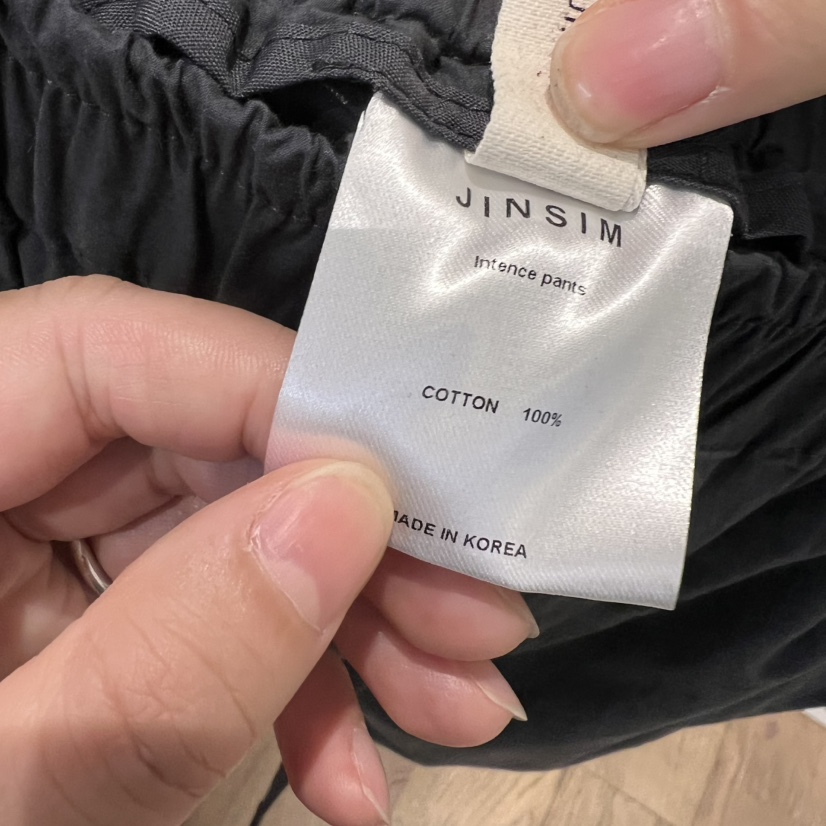 JINSIM
Intence pants
COTTON 100%
MADE IN KOREA